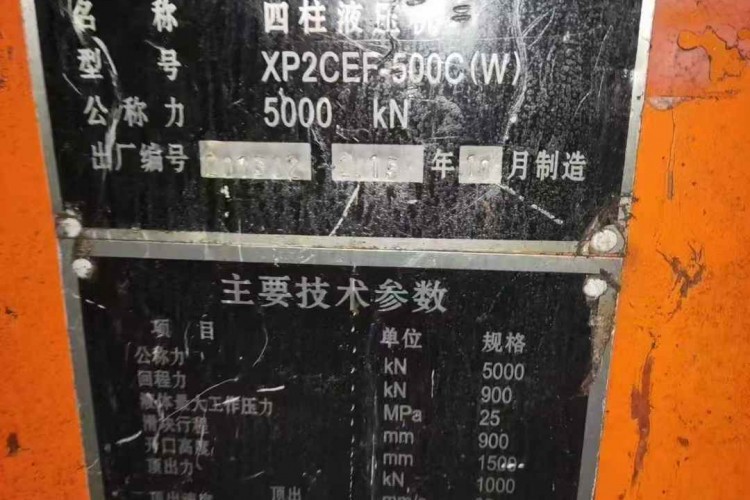 名 称 四柱液压机
型 号 XP2CEF-500C(W)
公称力 5000 kN
出厂编号 年 月制造
主要技术参数
项 目 单位 规格
公称力 kN 5000
回程力 kN 900
液体最大工作压力 MPa 25
滑块行程 mm 900
开口高度 mm 1500
顶出力 kN 1000
顶出